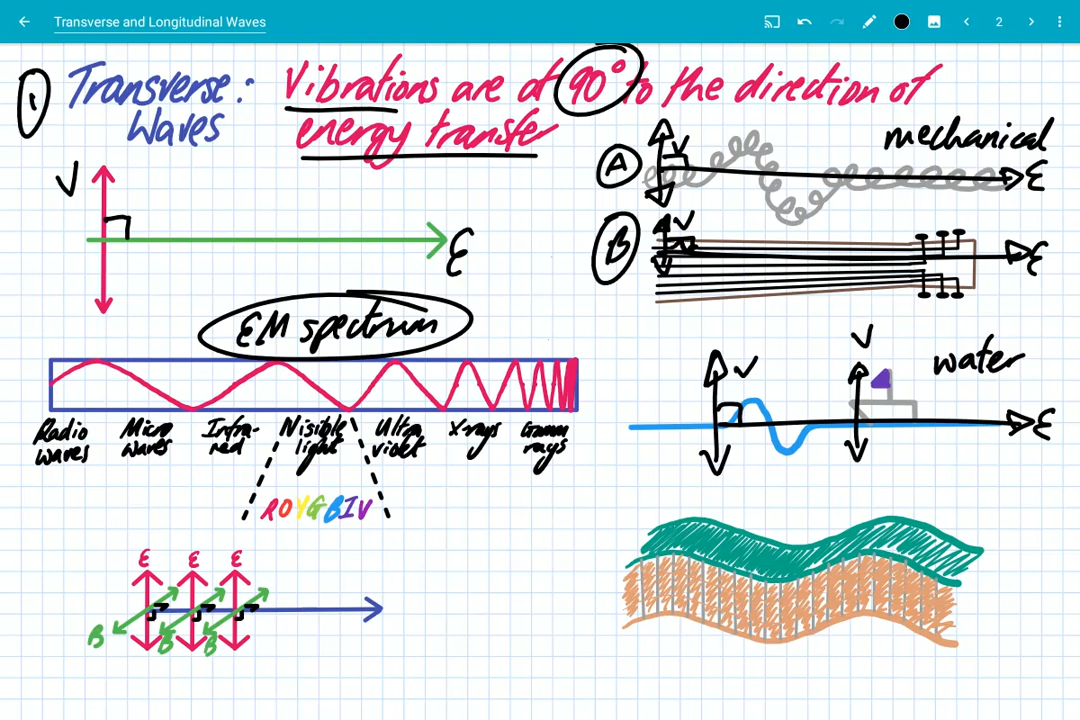 Transverse and Longitudinal Waves
2
1 Transverse: Vibrations are at 90° to the direction of
Waves energy transfer
V
E
A V mechanical E
B V E
EM spectrum
Radio waves
Micro waves
Infra-red
Visible light
Ultra violet
X-rays
Gamm rays
ROYGBIV
V V water
E
E E E
B B B